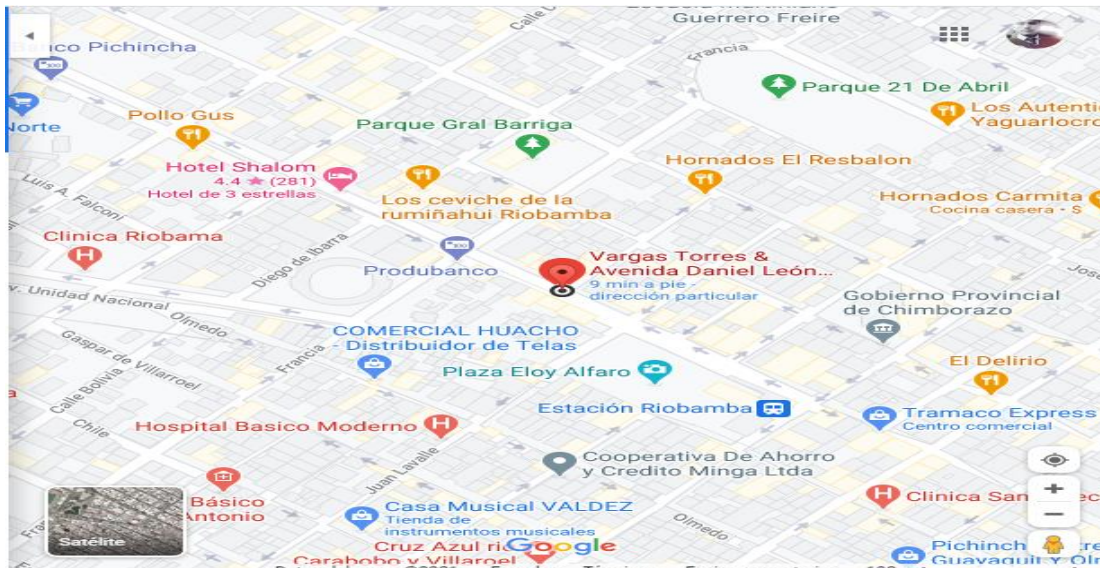 Guerrero Freire
Pichincha
Francia
Parque 21 De Abril
Pollo Gus
Norte
Parque Gral Barriga
Los Autenti
Yaguarlocro
Hotel Shalom
4.4 ★ (281)
Hotel de 3 estrellas
Hornados El Resbalon
Luis A. Falconi
Los ceviche de la
rumiñahui Riobamba
Hornados Carmita
Cocina casera • $
Clinica Riobama
Diego de Ibarra
Produbanco
Vargas Torres &
Avenida Daniel León...
9 min a pie -
dirección particular
José
Unidad Nacional
Olmedo
Gobierno Provincial
de Chimborazo
COMERCIAL HUACHO
- Distribuidor de Telas
Gaspar de Villarroel
Francia
Plaza Eloy Alfaro
El Delirio
Calle Bolivia
Chile
Estación Riobamba
Tramaco Express
Centro comercial
Hospital Basico Moderno
Juan Lavalle
Cooperativa De Ahorro
y Credito Minga Ltda
Básico
Antonio
Casa Musical VALDEZ
Tienda de
instrumentos musicales
Clinica San
Olmedo
Satélite
Cruz Azul
Google
Carabobo y Villarroel
Pichinch
Guayaquil Y